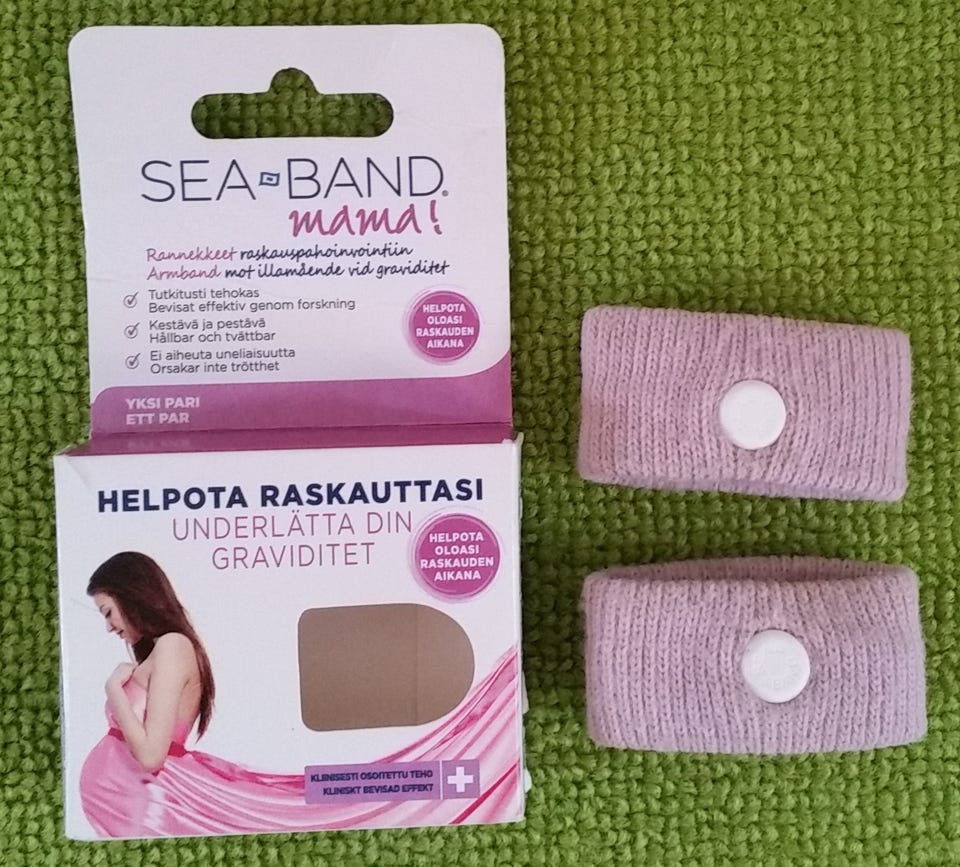 SEA-BAND®
mama!
Rannekkeet raskauspahoinvointiin
Armband mot illamående vid graviditet
Tutkitusti tehokas
Bevisat effektiv genom forskning
Kestävä ja pestävä
Hållbar och tvättbar
Ei aiheuta uneliaisuutta
Orsakar inte trötthet
HELPOTA
OLOASI
RASKAUDEN
AIKANA
YKSI PARI
ETT PAR
HELPOTA RASKAUTTASI
UNDERLÄTTA DIN
GRAVIDITET
HELPOTA
OLOASI
RASKAUDEN
AIKANA
KLIINISESTI OSOITETTU TEHO
KLINISKT BEVISAD EFFEKT